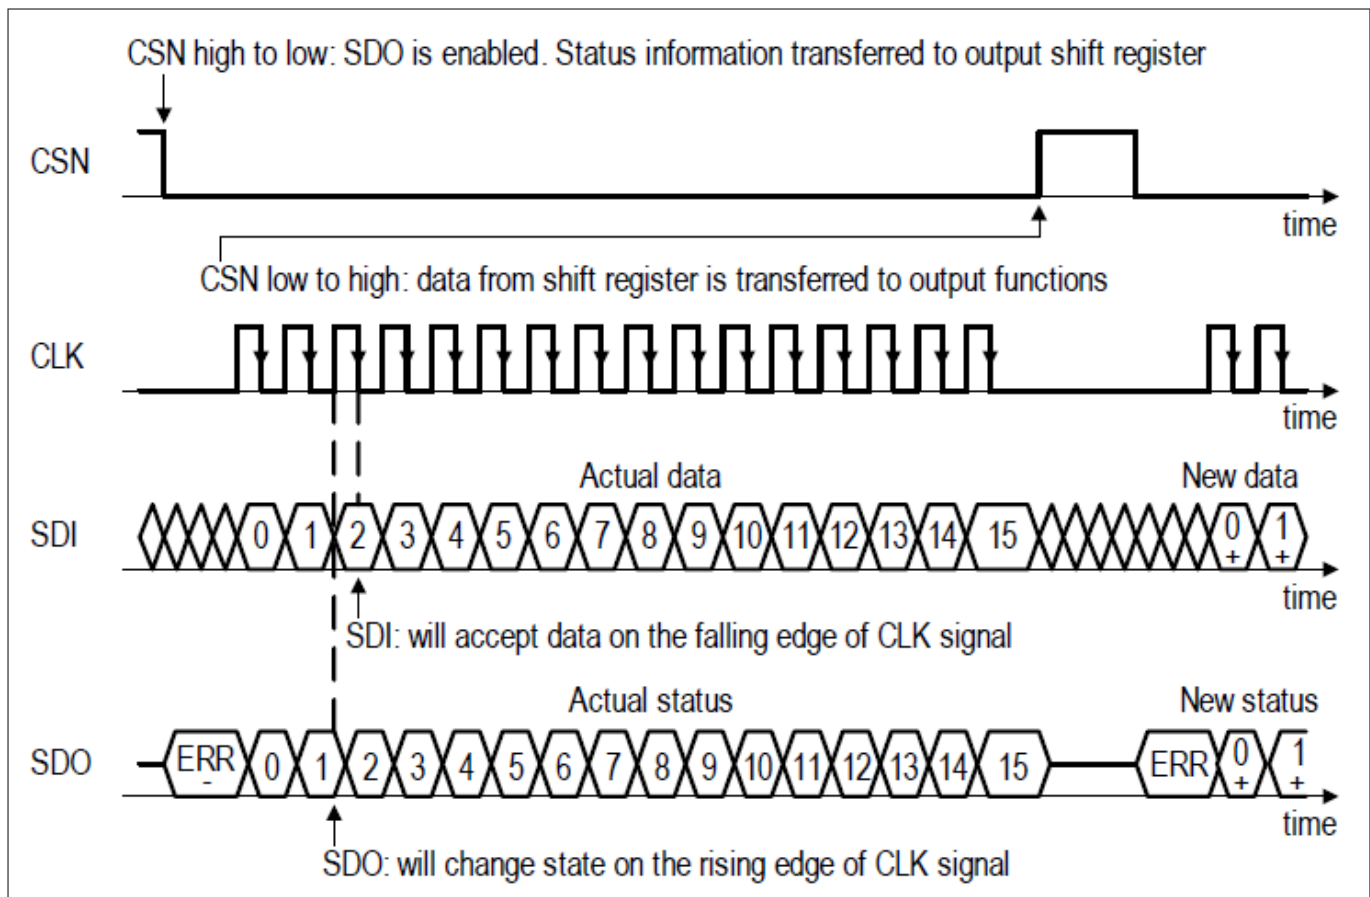 CSN high to low: SDO is enabled. Status information transferred to output shift register
CSN
time
CSN low to high: data from shift register is transferred to output functions
CLK
time
Actual data
New data
SDI
0 1 2 3 4 5 6 7 8 9 10 11 12 13 14 15 0 1
+ +
time
SDI: will accept data on the falling edge of CLK signal
Actual status
New status
SDO
ERR 0 1 2 3 4 5 6 7 8 9 10 11 12 13 14 15 ERR 0 1
- + +
time
SDO: will change state on the rising edge of CLK signal